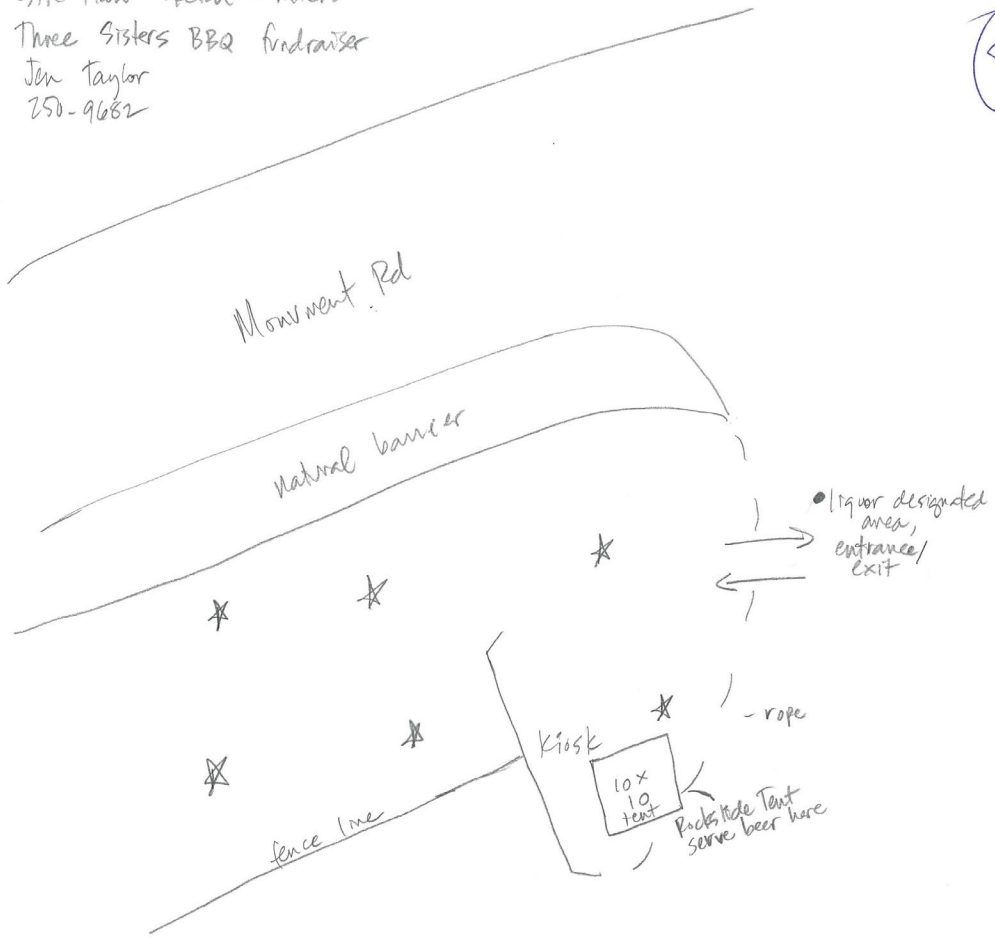 Three Sisters BBQ fundraiser
Jen Taylor
250-9682
Monument Rd
natural barrier
liquor designated
area,
entrance/
exit
- rope
Kiosk
10 x
10
tent
Rockslide Tent
serve beer here
fence line